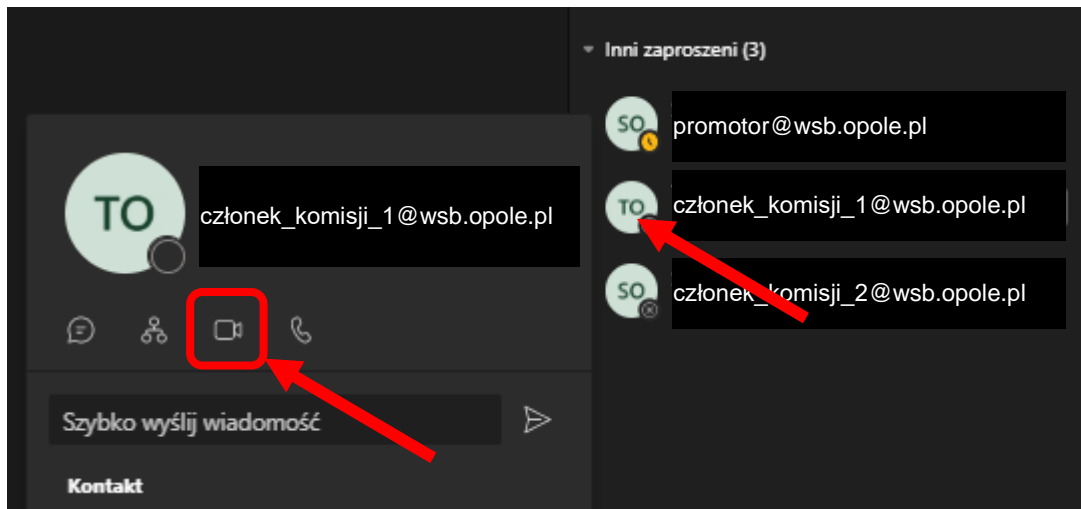 Inni zaproszeni (3)
SO
promotor@wsb.opole.pl
TO
członek_komisji_1@wsb.opole.pl
SO
członek_komisji_2@wsb.opole.pl
TO
członek_komisji_1@wsb.opole.pl
Szybko wyślij wiadomość
Kontakt